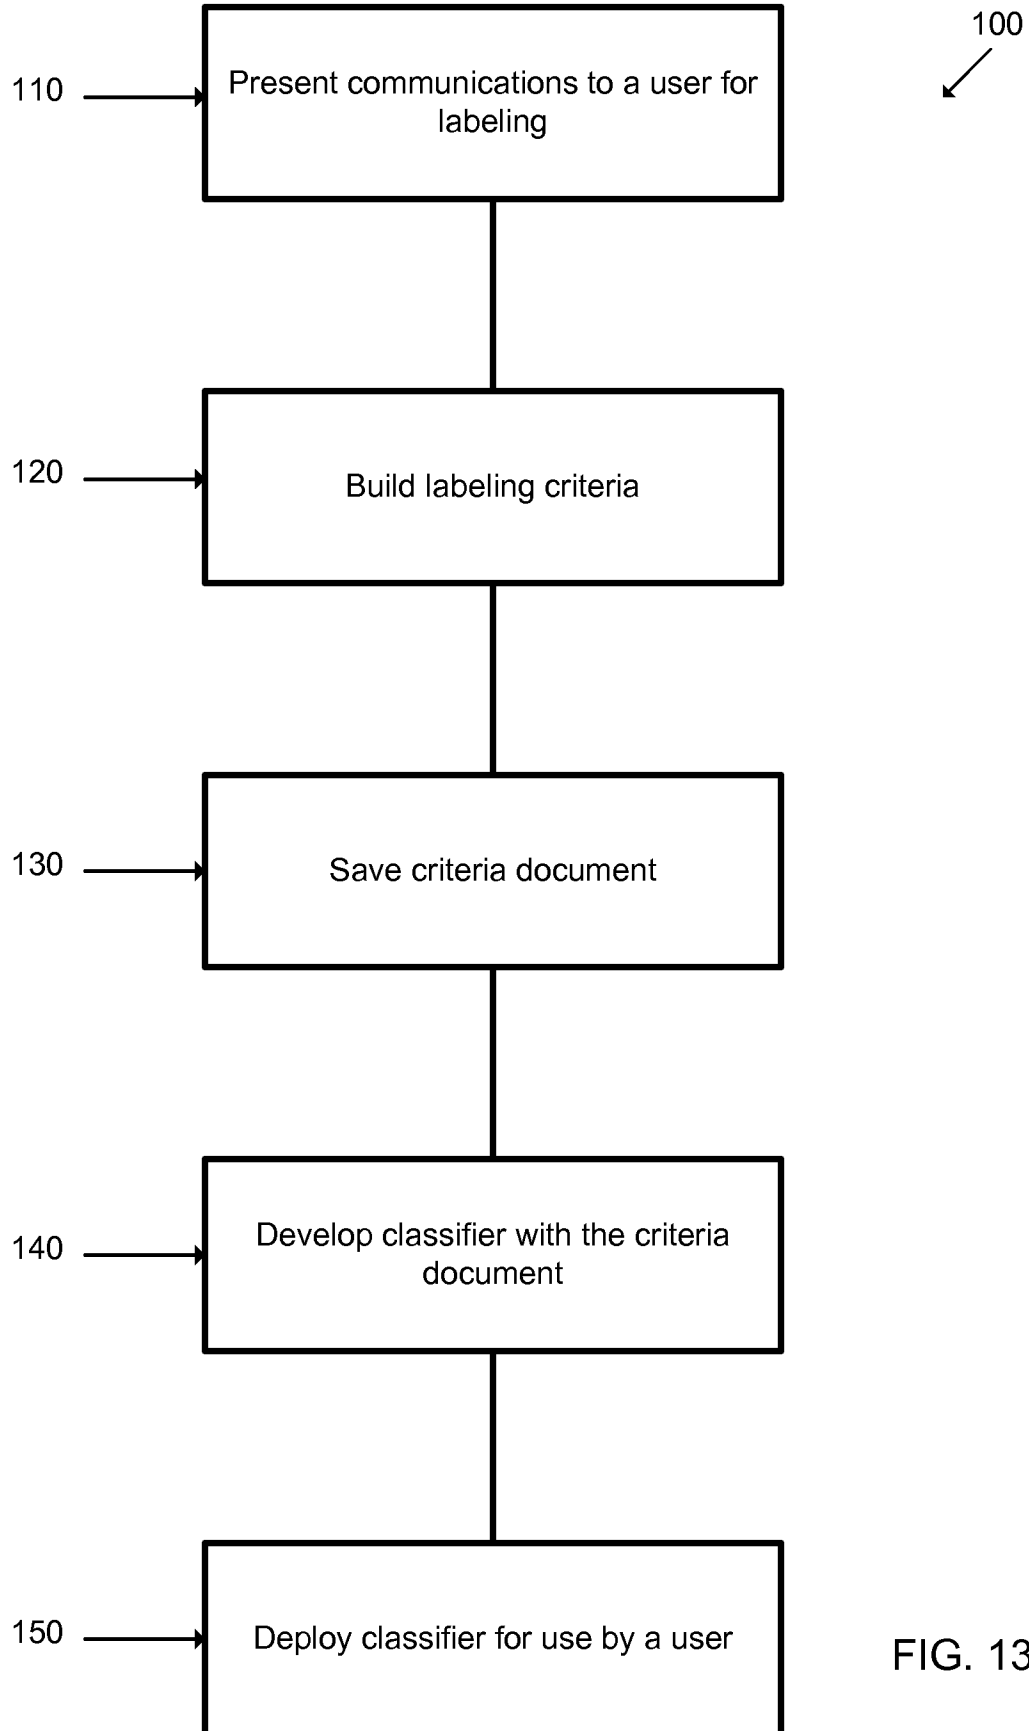 100
110
Present communications to a user for
labeling
120
Build labeling criteria
130
Save criteria document
140
Develop classifier with the criteria
document
150
Deploy classifier for use by a user
FIG. 13